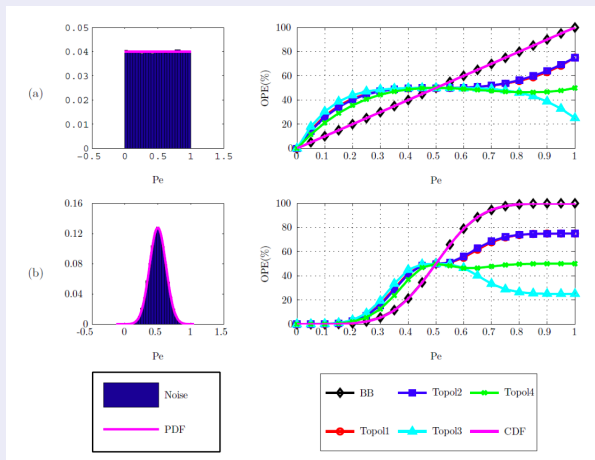 (a)
0.05
0.04
0.03
0.02
0.01
0
-0.5 0 0.5 1 1.5
Pe
OPE(%)
100
80
60
40
20
0
0 0.1 0.2 0.3 0.4 0.5 0.6 0.7 0.8 0.9 1
Pe
(b)
0.16
0.12
0.08
0.04
0
-0.5 0 0.5 1 1.5
Pe
OPE(%)
100
80
60
40
20
0
0 0.1 0.2 0.3 0.4 0.5 0.6 0.7 0.8 0.9 1
Pe
Noise
PDF
BB Topol2 Topol4
Topol1 Topol3 CDF